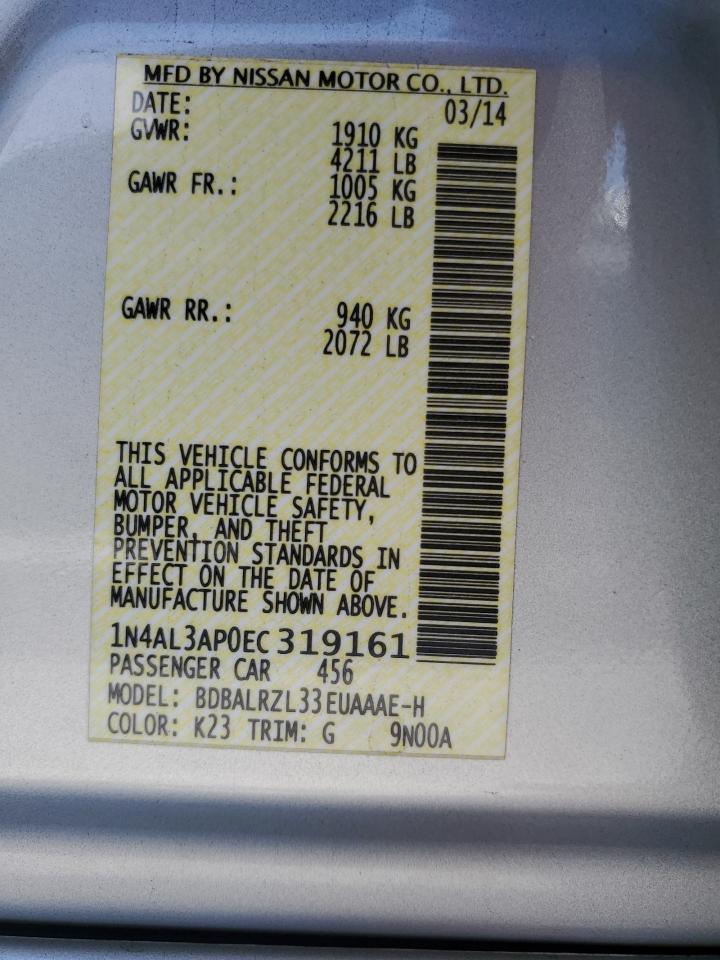 MFD BY NISSAN MOTOR CO., LTD.
DATE: 03/14
GVWR: 1910 KG
4211 LB
GAWR FR.: 1005 KG
2216 LB
GAWR RR.: 940 KG
2072 LB
THIS VEHICLE CONFORMS TO
ALL APPLICABLE FEDERAL
MOTOR VEHICLE SAFETY,
BUMPER, AND THEFT
PREVENTION STANDARDS IN
EFFECT ON THE DATE OF
MANUFACTURE SHOWN ABOVE.
1N4AL3AP0EC 319161
PASSENGER CAR 456
MODEL: BDBALRZL33EUAAAE-H
COLOR: K23 TRIM: G 9N00A